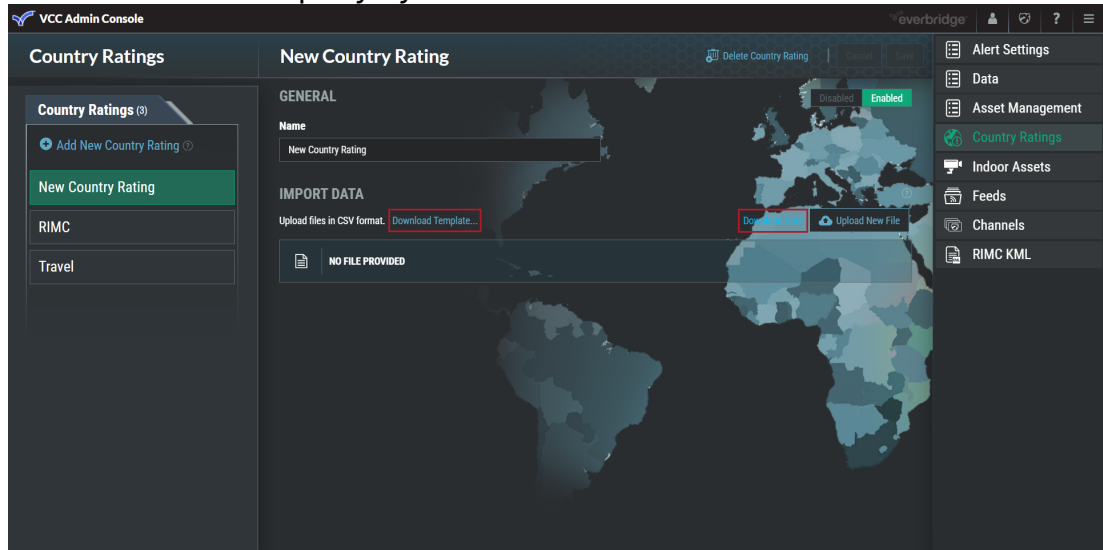 VCC Admin Console
everbridge
?
Country Ratings
Country Ratings (3)
Add New Country Rating ?
New Country Rating
RIMC
Travel
New Country Rating
Delete Country Rating
Cancel
Save
GENERAL
Disabled
Enabled
Name
New Country Rating
IMPORT DATA
?
Upload files in CSV format. Download Template...
Upload New File
NO FILE PROVIDED
Alert Settings
Data
Asset Management
Country Ratings
Indoor Assets
Feeds
Channels
RIMC KML